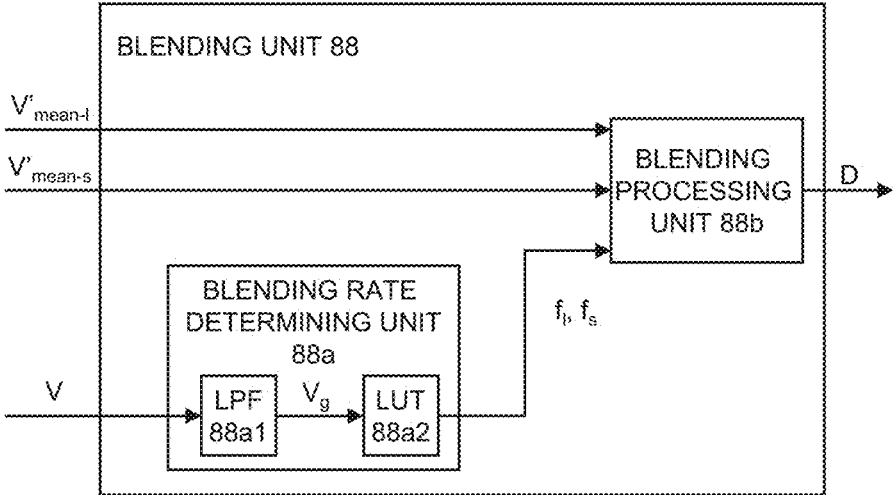 BLENDING UNIT 88
V'mean-l
V'mean-s
BLENDING
PROCESSING
UNIT 88b
D
BLENDING RATE
DETERMINING UNIT
88a
fl, fs
V
LPF
88a1
Vg
LUT
88a2